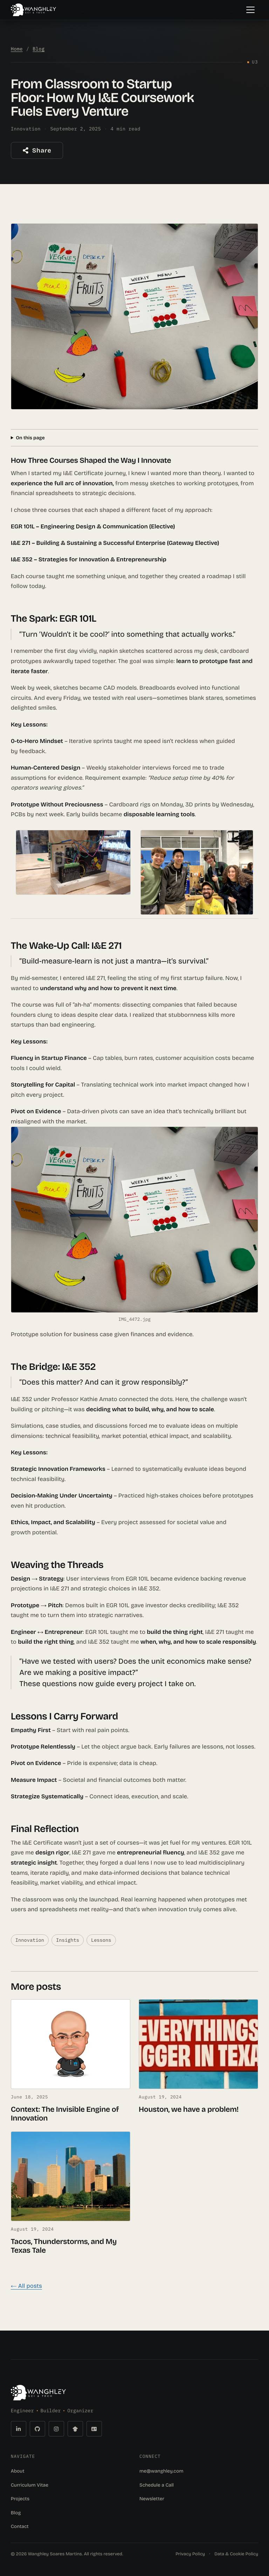 WANGHLEY
SCI & TECH
Home / Blog
From Classroom to Startup
Floor: How My I&E Coursework
Fuels Every Venture
Innovation · September 2, 2025 · 4 min read
Share
VEGGIES
BASKET
FRUITS
WEEKLY MENU
On this page
How Three Courses Shaped the Way I Innovate
When I started my I&E Certificate journey, I knew I wanted more than theory. I wanted to
experience the full arc of innovation, from messy sketches to working prototypes, from
financial spreadsheets to strategic decisions.
I chose three courses that each shaped a different facet of my approach:
EGR 101L – Engineering Design & Communication (Elective)
I&E 271 – Building & Sustaining a Successful Enterprise (Gateway Elective)
I&E 352 – Strategies for Innovation & Entrepreneurship
Each course taught me something unique, and together they created a roadmap I still
follow today.
The Spark: EGR 101L
“Turn ‘Wouldn’t it be cool?’ into something that actually works.”
I remember the first day vividly, napkin sketches scattered across my desk, cardboard
prototypes awkwardly taped together. The goal was simple: learn to prototype fast and
iterate faster.
Week by week, sketches became CAD models. Breadboards evolved into functional
circuits. And every Friday, we tested with real users—sometimes blank stares, sometimes
delighted smiles.
Key Lessons:
0-to-Hero Mindset – Iterative sprints taught me speed isn’t reckless when guided
by feedback.
Human-Centered Design – Weekly stakeholder interviews forced me to trade
assumptions for evidence. Requirement example: “Reduce setup time by 40% for
operators wearing gloves.”
Prototype Without Preciousness – Cardboard rigs on Monday, 3D prints by Wednesday,
PCBs by next week. Early builds became disposable learning tools.
The Wake-Up Call: I&E 271
“Build-measure-learn is not just a mantra—it’s survival.”
By mid-semester, I entered I&E 271, feeling the sting of my first startup failure. Now, I
wanted to understand why and how to prevent it next time.
The course was full of “ah-ha” moments: dissecting companies that failed because
founders clung to ideas despite clear data. I realized that stubbornness kills more
startups than bad engineering.
Key Lessons:
Fluency in Startup Finance – Cap tables, burn rates, customer acquisition costs became
tools I could wield.
Storytelling for Capital – Translating technical work into market impact changed how I
pitch every project.
Pivot on Evidence – Data-driven pivots can save an idea that’s technically brilliant but
misaligned with the market.
VEGGIES
BASKET
FRUITS
WEEKLY MENU
IMG_4472.jpg
Prototype solution for business case given finances and evidence.
The Bridge: I&E 352
“Does this matter? And can it grow responsibly?”
I&E 352 under Professor Kathie Amato connected the dots. Here, the challenge wasn’t
building or pitching—it was deciding what to build, why, and how to scale.
Simulations, case studies, and discussions forced me to evaluate ideas on multiple
dimensions: technical feasibility, market potential, ethical impact, and scalability.
Key Lessons:
Strategic Innovation Frameworks – Learned to systematically evaluate ideas beyond
technical feasibility.
Decision-Making Under Uncertainty – Practiced high-stakes choices before prototypes
even hit production.
Ethics, Impact, and Scalability – Every project assessed for societal value and
growth potential.
Weaving the Threads
Design → Strategy: User interviews from EGR 101L became evidence backing revenue
projections in I&E 271 and strategic choices in I&E 352.
Prototype → Pitch: Demos built in EGR 101L gave investor decks credibility; I&E 352
taught me to turn them into strategic narratives.
Engineer ↔ Entrepreneur: EGR 101L taught me to build the thing right, I&E 271 taught me
to build the right thing, and I&E 352 taught me when, why, and how to scale responsibly.
“Have we tested with users? Does the unit economics make sense?
Are we making a positive impact?”
These questions now guide every project I take on.
Lessons I Carry Forward
Empathy First – Start with real pain points.
Prototype Relentlessly – Let the object argue back. Early failures are lessons, not losses.
Pivot on Evidence – Pride is expensive; data is cheap.
Measure Impact – Societal and financial outcomes both matter.
Strategize Systematically – Connect ideas, execution, and scale.
Final Reflection
The I&E Certificate wasn’t just a set of courses—it was jet fuel for my ventures. EGR 101L
gave me design rigor, I&E 271 gave me entrepreneurial fluency, and I&E 352 gave me
strategic insight. Together, they forged a dual lens I now use to lead multidisciplinary
teams, iterate rapidly, and make data-informed decisions that balance technical
feasibility, market viability, and ethical impact.
The classroom was only the launchpad. Real learning happened when prototypes met
users and spreadsheets met reality—and that’s when innovation truly comes alive.
Innovation
Insights
Lessons
More posts
EVERYTHINGS
IGGER IN TEXA
June 18, 2025
Context: The Invisible Engine of
Innovation
August 19, 2024
Houston, we have a problem!
August 19, 2024
Tacos, Thunderstorms, and My
Texas Tale
← All posts
WANGHLEY
SCI & TECH
Engineer · Builder · Organizer
NAVIGATE
About
Curriculum Vitae
Projects
Blog
Contact
CONNECT
me@wanghley.com
Schedule a Call
Newsletter
© 2026 Wanghley Soares Martins. All rights reserved.
Privacy Policy · Data & Cookie Policy